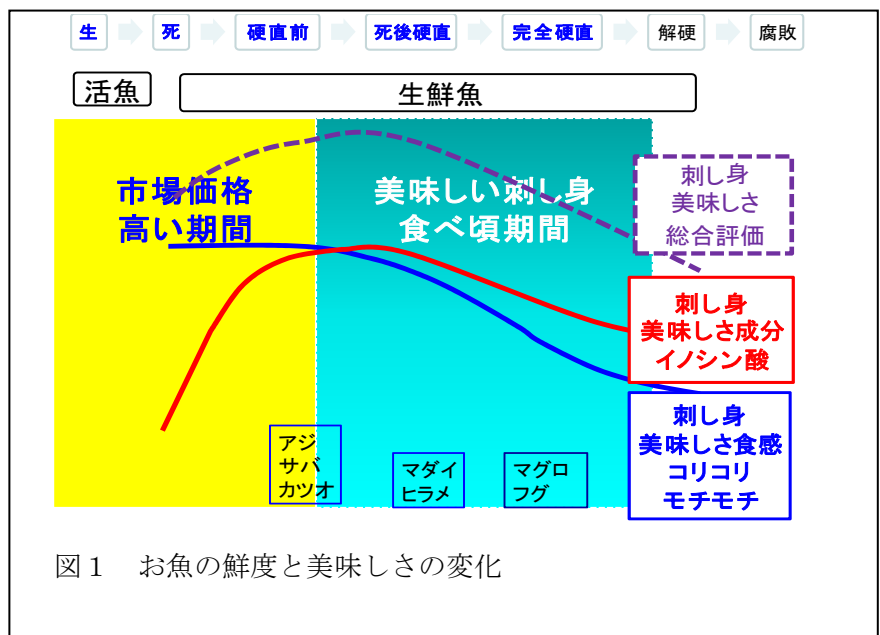 生 死 硬直前 死後硬直 完全硬直 解硬 腐敗
活魚 生鮮魚
市場価格
高い期間
美味しい刺し身
食べ頃期間
刺し身
美味しさ
総合評価
刺し身
美味しさ成分
イノシン酸
刺し身
美味しさ食感
コリコリ
モチモチ
アジ
サバ
カツオ
マダイ
ヒラメ
マグロ
フグ
図1 お魚の鮮度と美味しさの変化